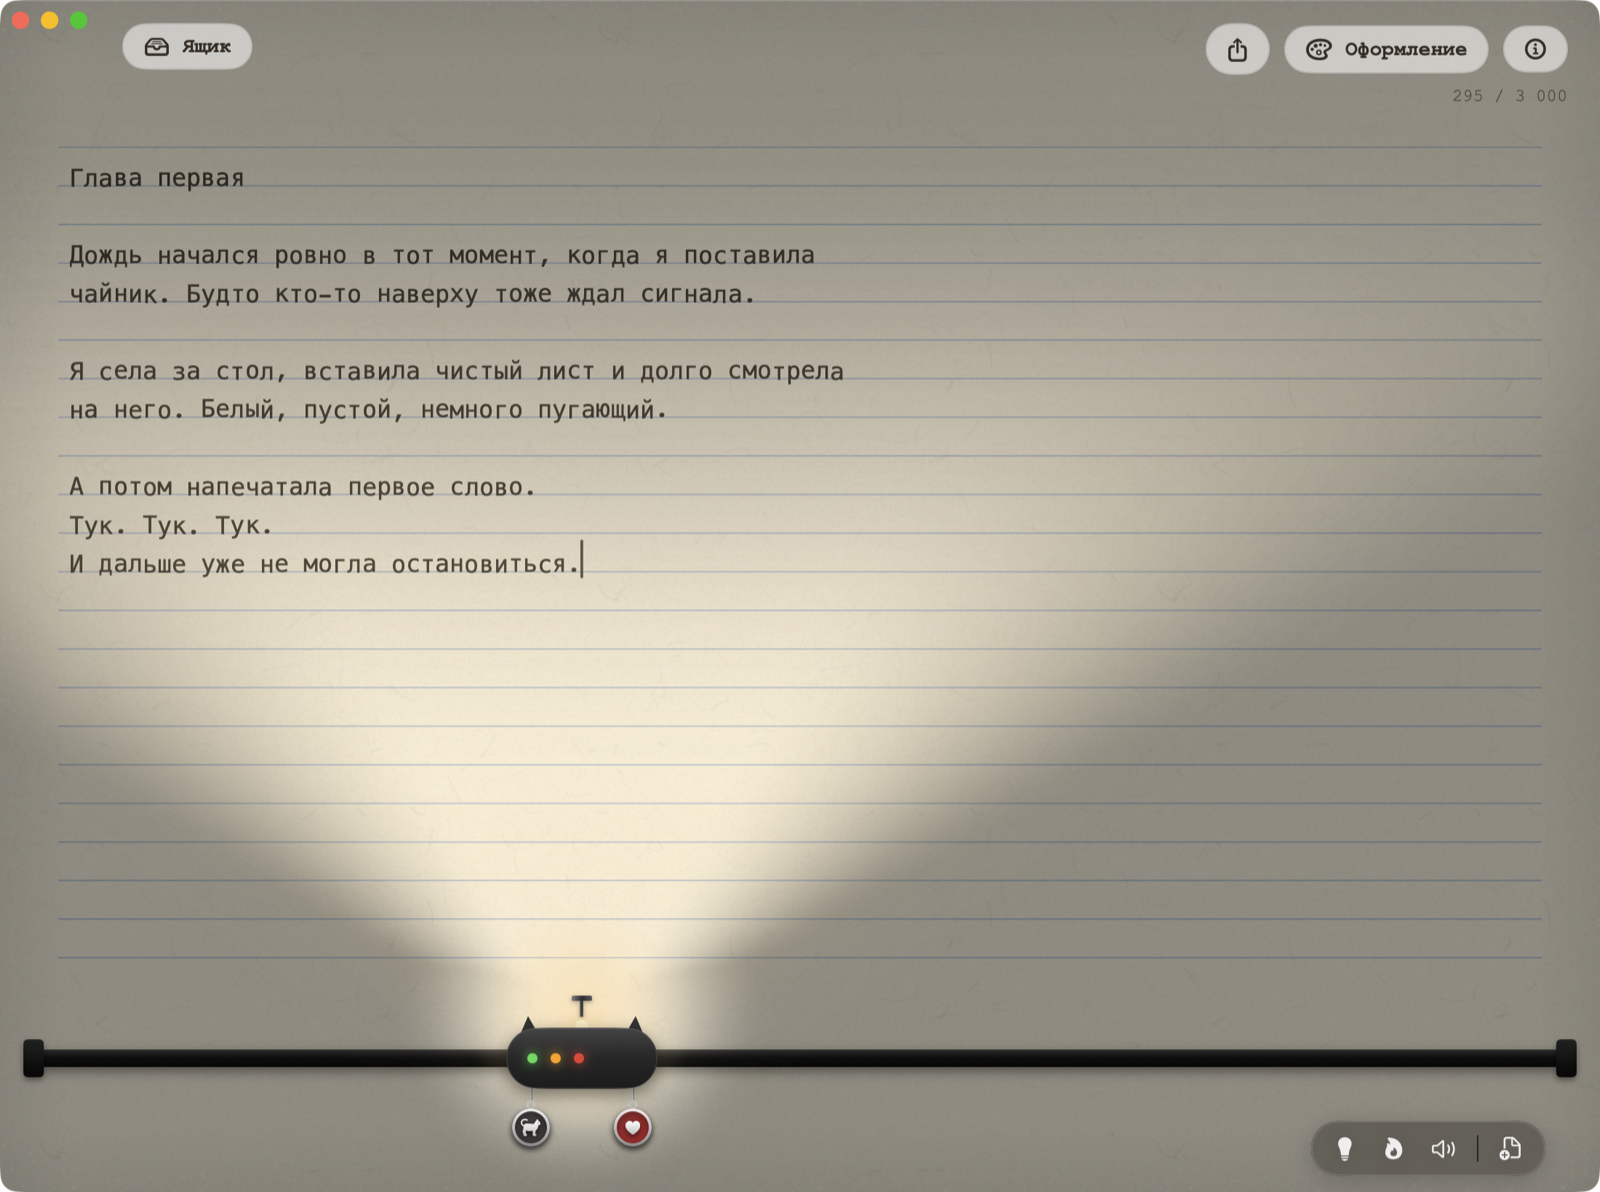 Ящик
Оформление
295 / 3 000
Глава первая
Дождь начался ровно в тот момент, когда я поставила
чайник. Будто кто-то наверху тоже ждал сигнала.
Я села за стол, вставила чистый лист и долго смотрела
на него. Белый, пустой, немного пугающий.
А потом напечатала первое слово.
Тук. Тук. Тук.
И дальше уже не могла остановиться.